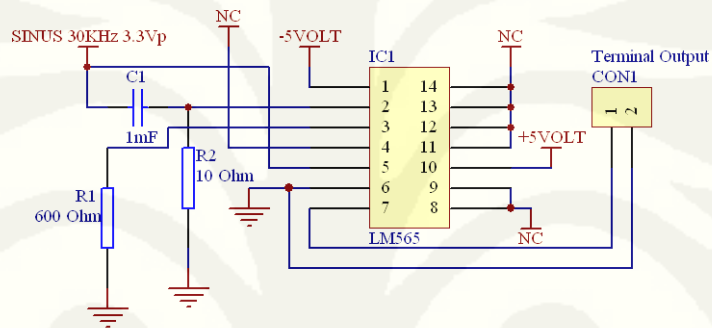 NC
SINUS 30KHz 3.3Vp
-5VOLT
NC
IC1
Terminal Output
CON1
C1
1mF
1 14
2 13
3 12
4 11
5 10
6 9
7 8
1 2
+5VOLT
R2
10 Ohm
R1
600 Ohm
LM565
NC